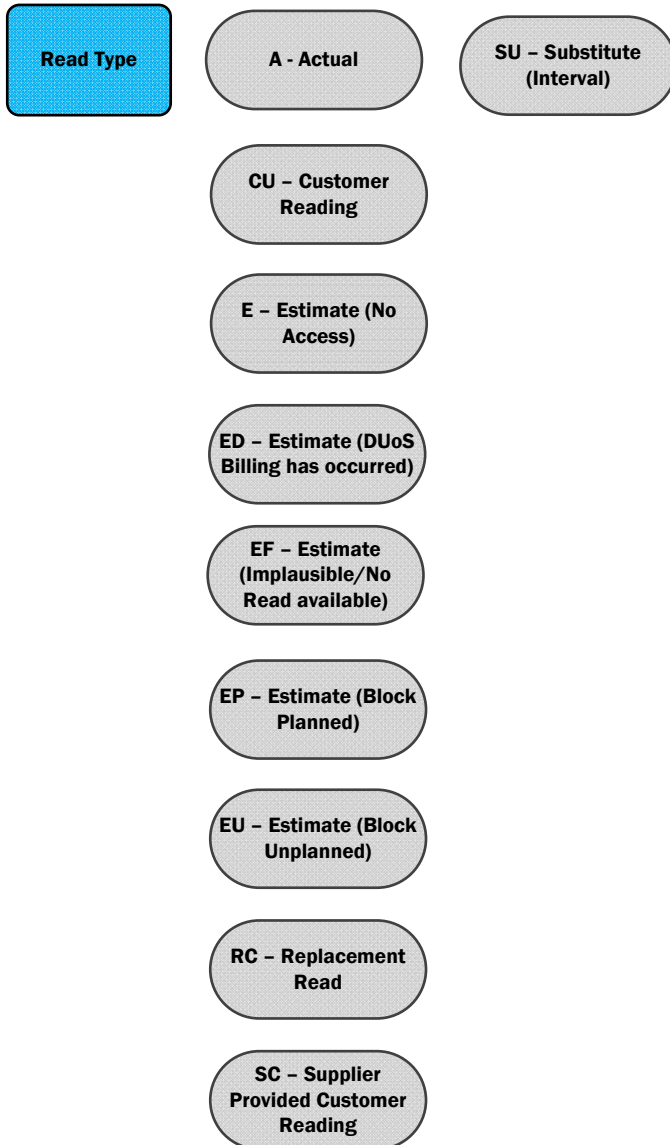 Read Type
A - Actual
SU – Substitute
(Interval)
CU – Customer
Reading
E – Estimate (No
Access)
ED – Estimate (DUoS
Billing has occurred)
EF – Estimate
(Implausible/No
Read available)
EP – Estimate (Block
Planned)
EU – Estimate (Block
Unplanned)
RC – Replacement
Read
SC – Supplier
Provided Customer
Reading